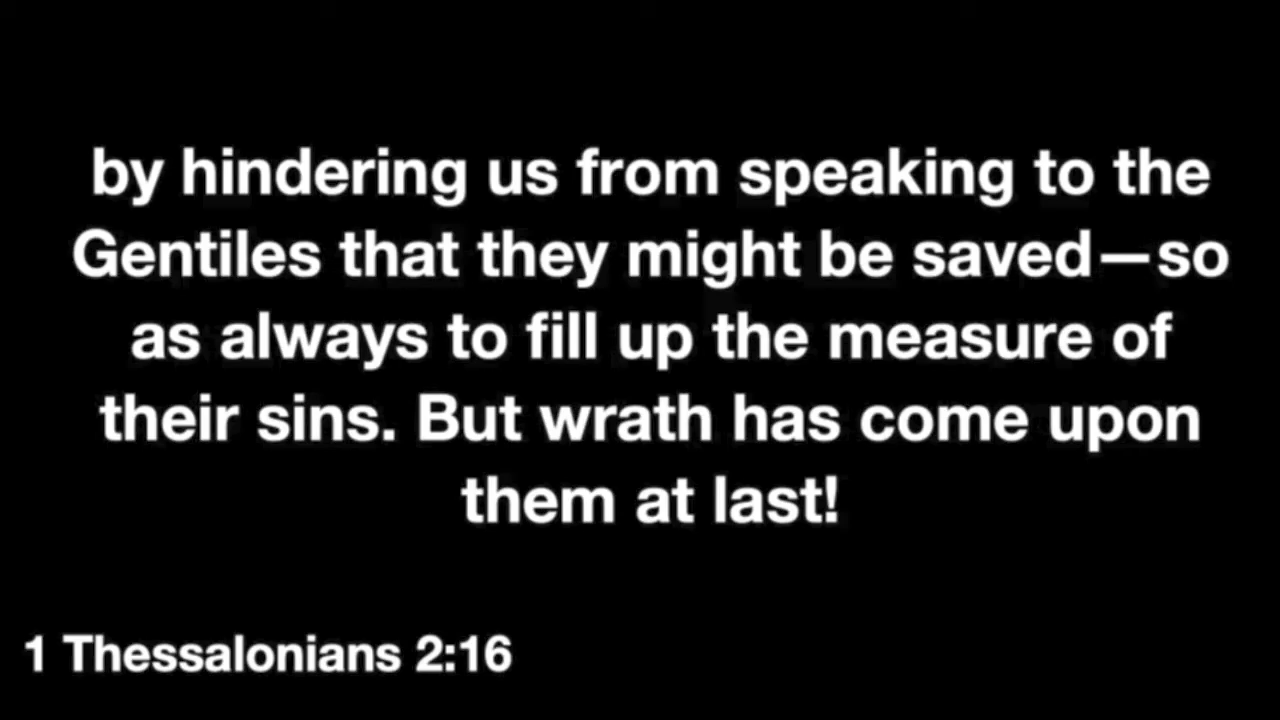 by hindering us from speaking to the
Gentiles that they might be saved—so
as always to fill up the measure of
their sins. But wrath has come upon
them at last!
1 Thessalonians 2:16